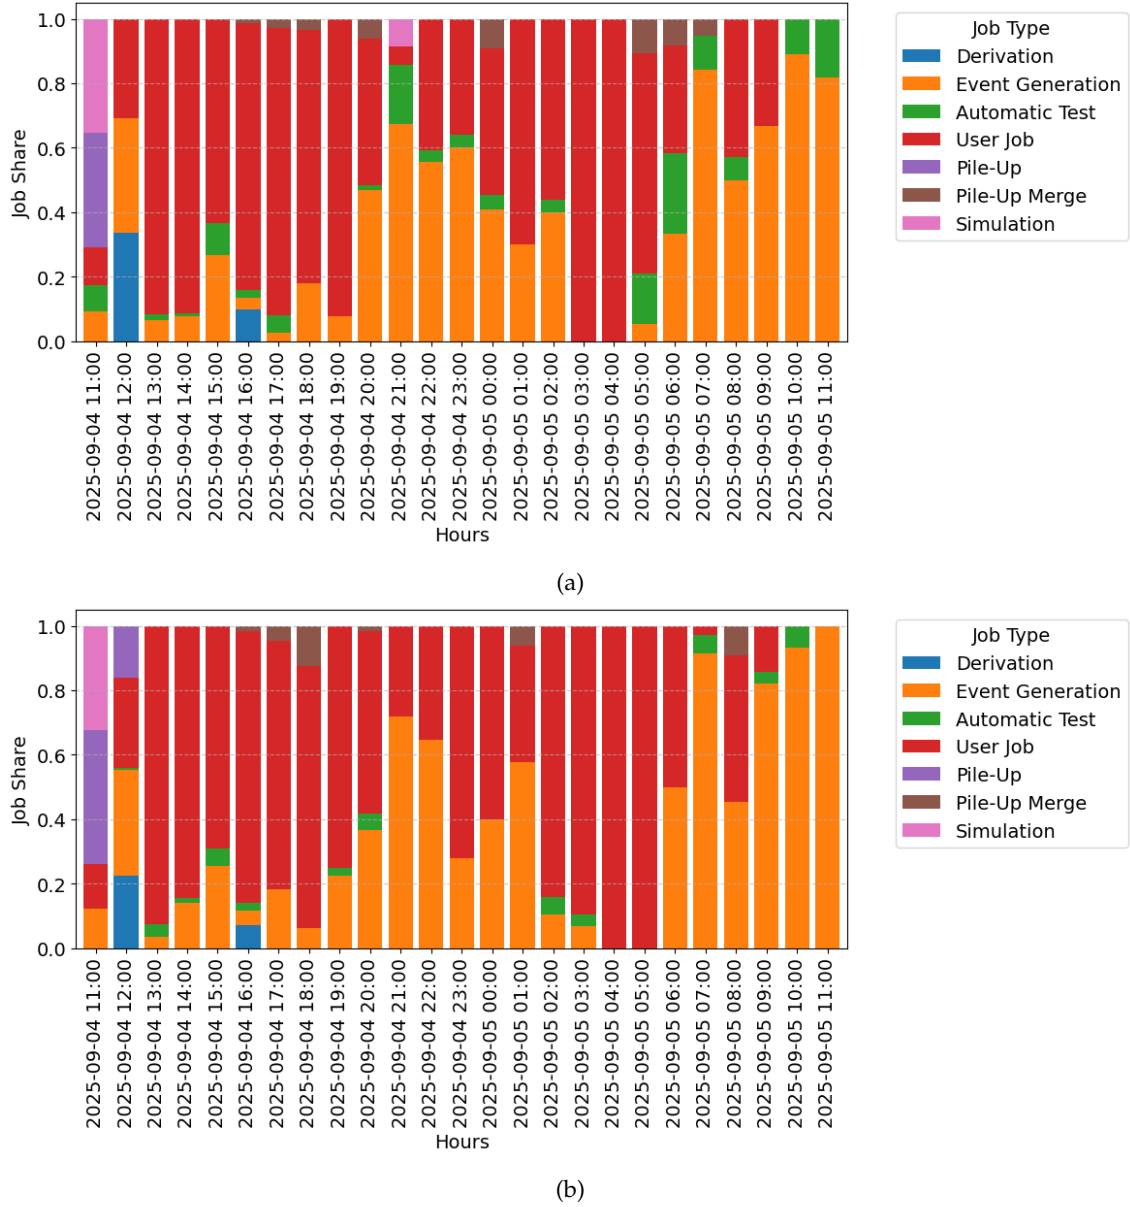 1.0
0.8
0.6
0.4
0.2
0.0
Job Share
2025-09-04 11:00
2025-09-04 12:00
2025-09-04 13:00
2025-09-04 14:00
2025-09-04 15:00
2025-09-04 16:00
2025-09-04 17:00
2025-09-04 18:00
2025-09-04 19:00
2025-09-04 20:00
2025-09-04 21:00
2025-09-04 22:00
2025-09-04 23:00
2025-09-05 00:00
2025-09-05 01:00
2025-09-05 02:00
2025-09-05 03:00
2025-09-05 04:00
2025-09-05 05:00
2025-09-05 06:00
2025-09-05 07:00
2025-09-05 08:00
2025-09-05 09:00
2025-09-05 10:00
2025-09-05 11:00
Hours
Job Type
Derivation
Event Generation
Automatic Test
User Job
Pile-Up
Pile-Up Merge
Simulation
(a)
1.0
0.8
0.6
0.4
0.2
0.0
Job Share
2025-09-04 11:00
2025-09-04 12:00
2025-09-04 13:00
2025-09-04 14:00
2025-09-04 15:00
2025-09-04 16:00
2025-09-04 17:00
2025-09-04 18:00
2025-09-04 19:00
2025-09-04 20:00
2025-09-04 21:00
2025-09-04 22:00
2025-09-04 23:00
2025-09-05 00:00
2025-09-05 01:00
2025-09-05 02:00
2025-09-05 03:00
2025-09-05 04:00
2025-09-05 05:00
2025-09-05 06:00
2025-09-05 07:00
2025-09-05 08:00
2025-09-05 09:00
2025-09-05 10:00
2025-09-05 11:00
Hours
Job Type
Derivation
Event Generation
Automatic Test
User Job
Pile-Up
Pile-Up Merge
Simulation
(b)